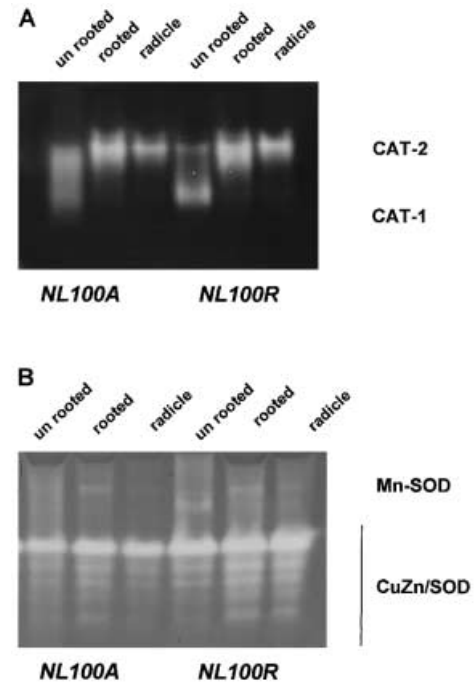 A
un rooted rooted radicle un rooted rooted radicle
CAT-2
CAT-1
NL100A NL100R
B
un rooted rooted radicle un rooted rooted radicle
Mn-SOD
CuZn/SOD
NL100A NL100R